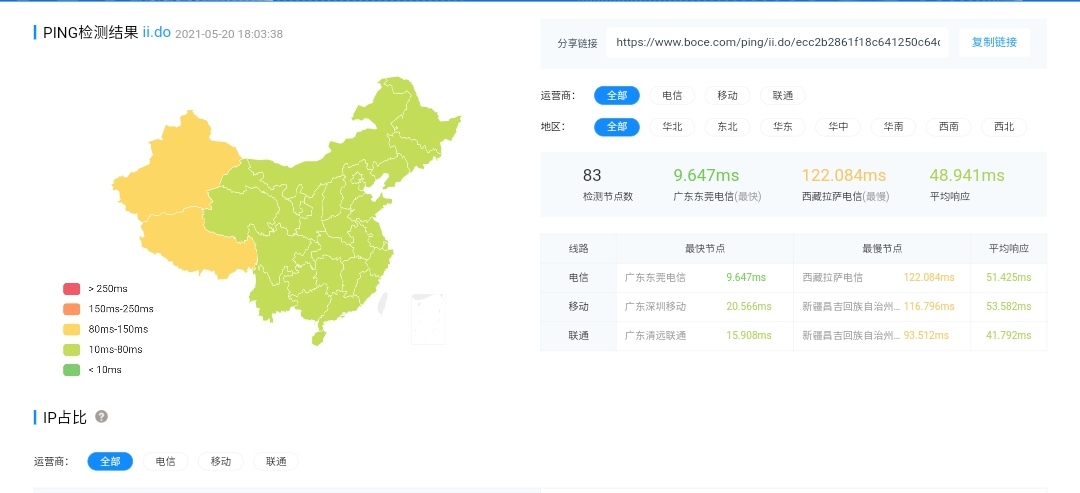 PING检测结果 ii.do 2021-05-20 18:03:38
分享链接 https://www.boce.com/ping/ii.do/ecc2b2861f18c641250c64c 复制链接
运营商: 全部 电信 移动 联通
地区: 全部 华北 东北 华东 华中 华南 西南 西北
83 9.647ms 122.084ms 48.941ms
检测节点数 广东东莞电信(最快) 西藏拉萨电信(最慢) 平均响应
线路 最快节点 最慢节点 平均响应
电信 广东东莞电信 9.647ms 西藏拉萨电信 122.084ms 51.425ms
移动 广东深圳移动 20.566ms 新疆昌吉回族自治州... 116.796ms 53.582ms
联通 广东清远联通 15.908ms 新疆昌吉回族自治州... 93.512ms 41.792ms
> 250ms
150ms-250ms
80ms-150ms
10ms-80ms
< 10ms
IP占比 ?
运营商: 全部 电信 移动 联通